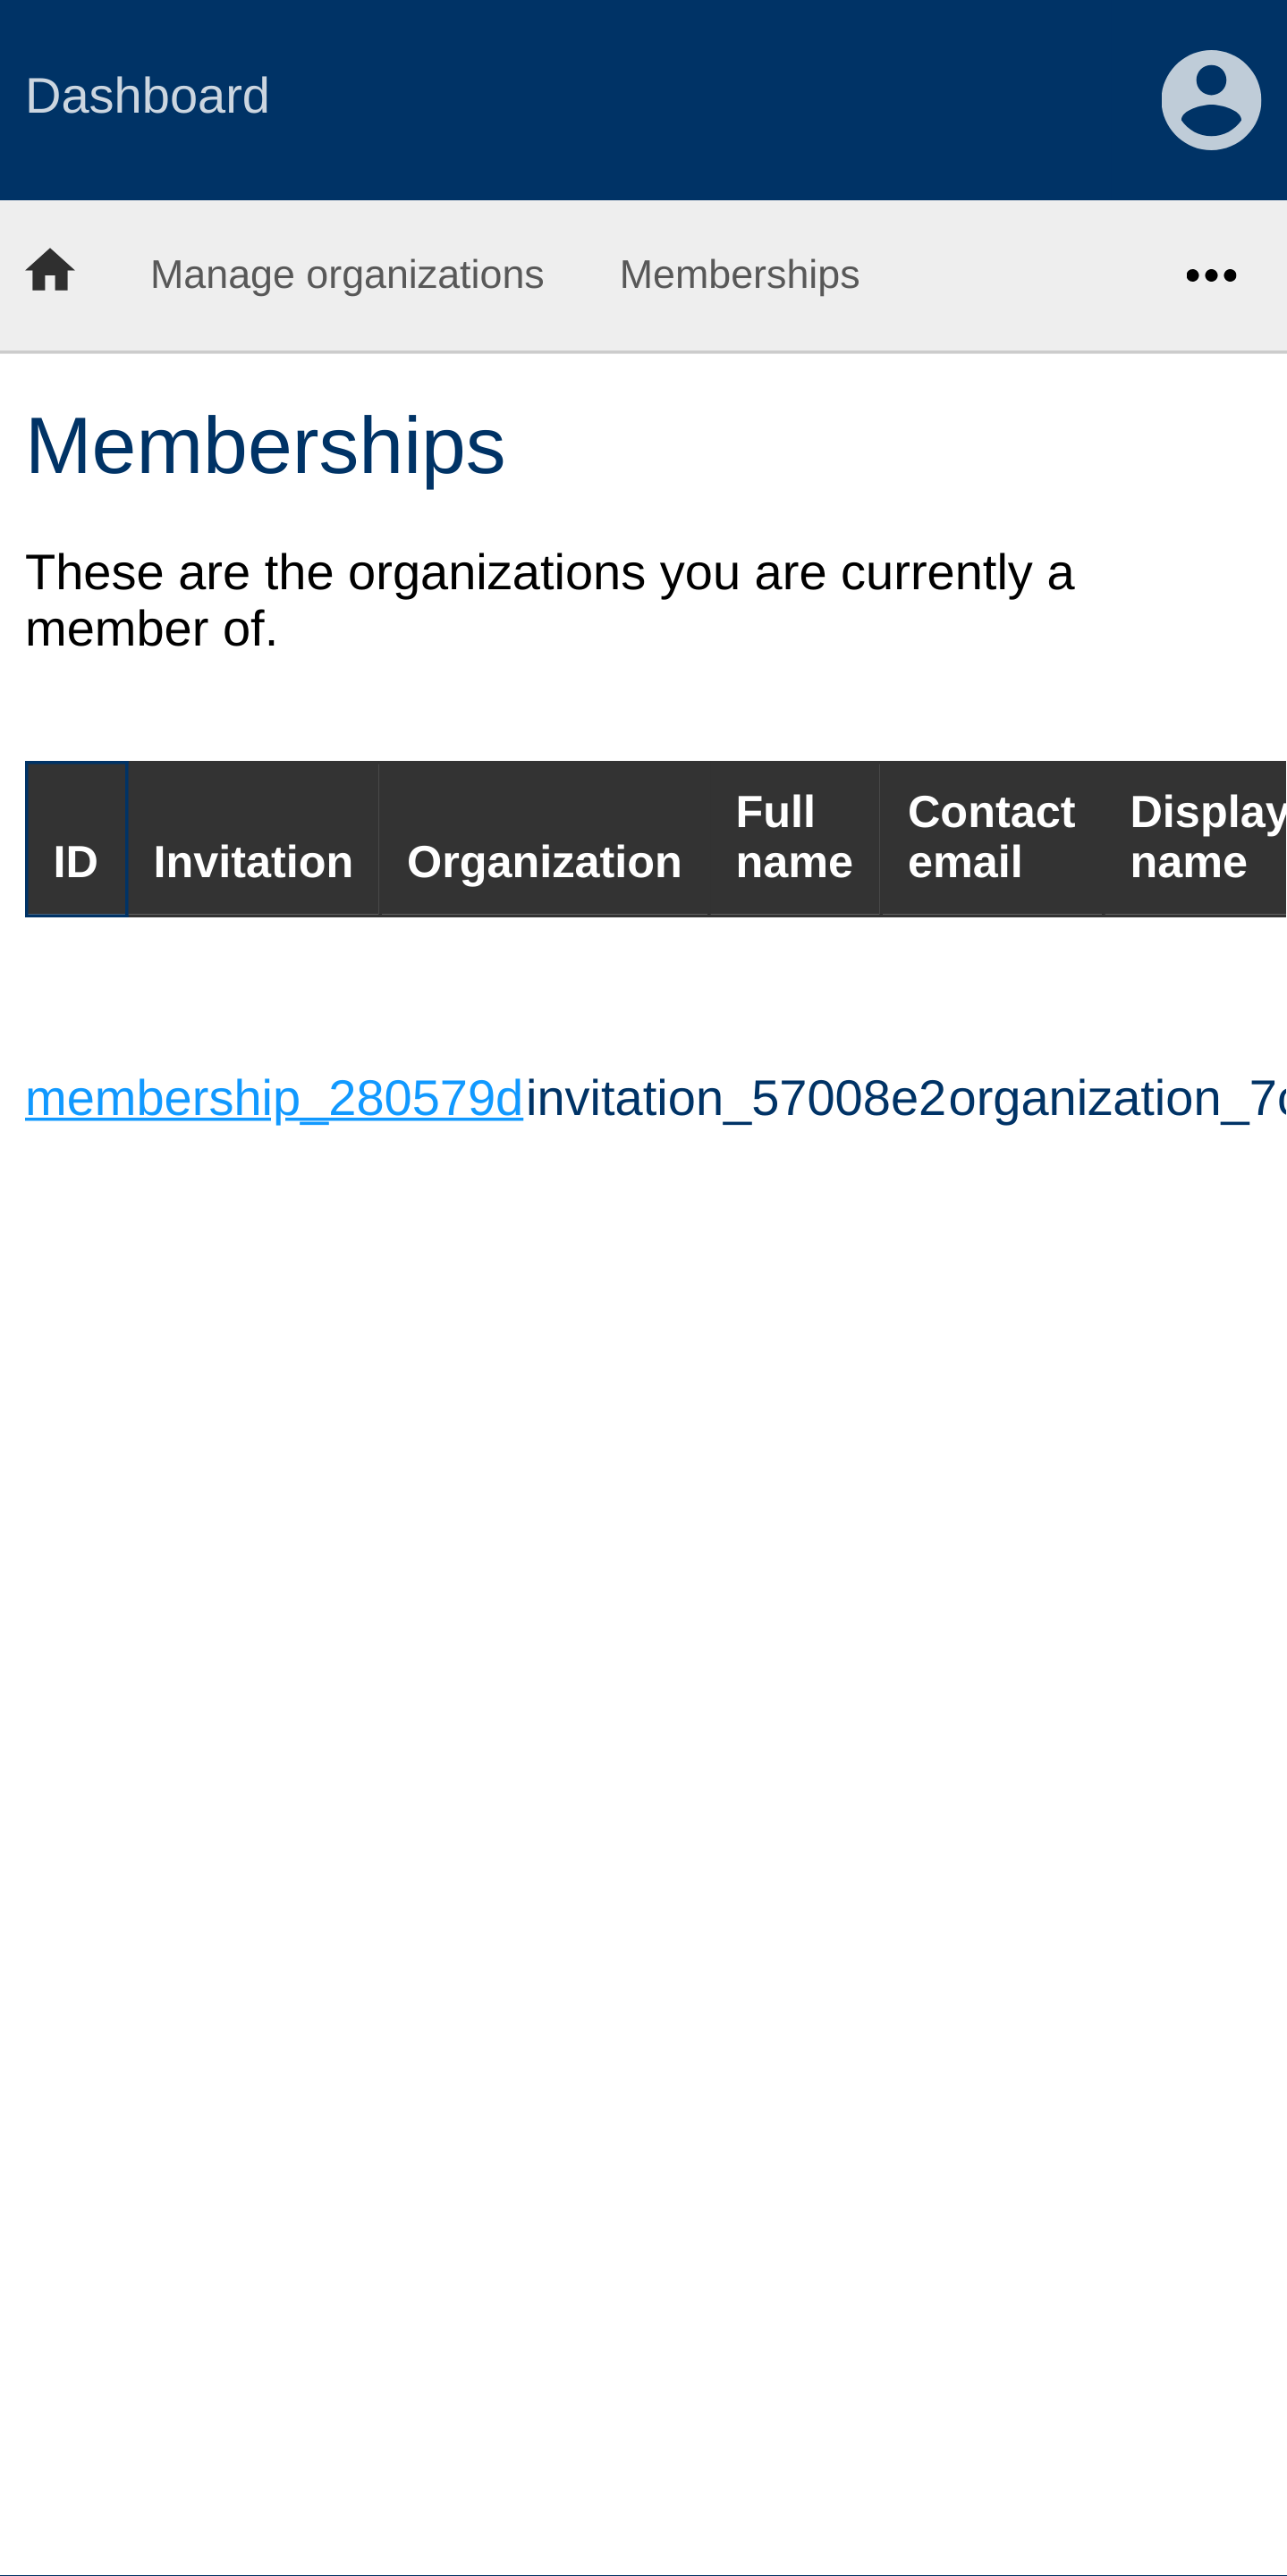 Dashboard
Manage organizations Memberships
Memberships
These are the organizations you are currently a
member of.
ID Invitation Organization Full name Contact email Display name
membership_280579d invitation_57008e2 organization_7